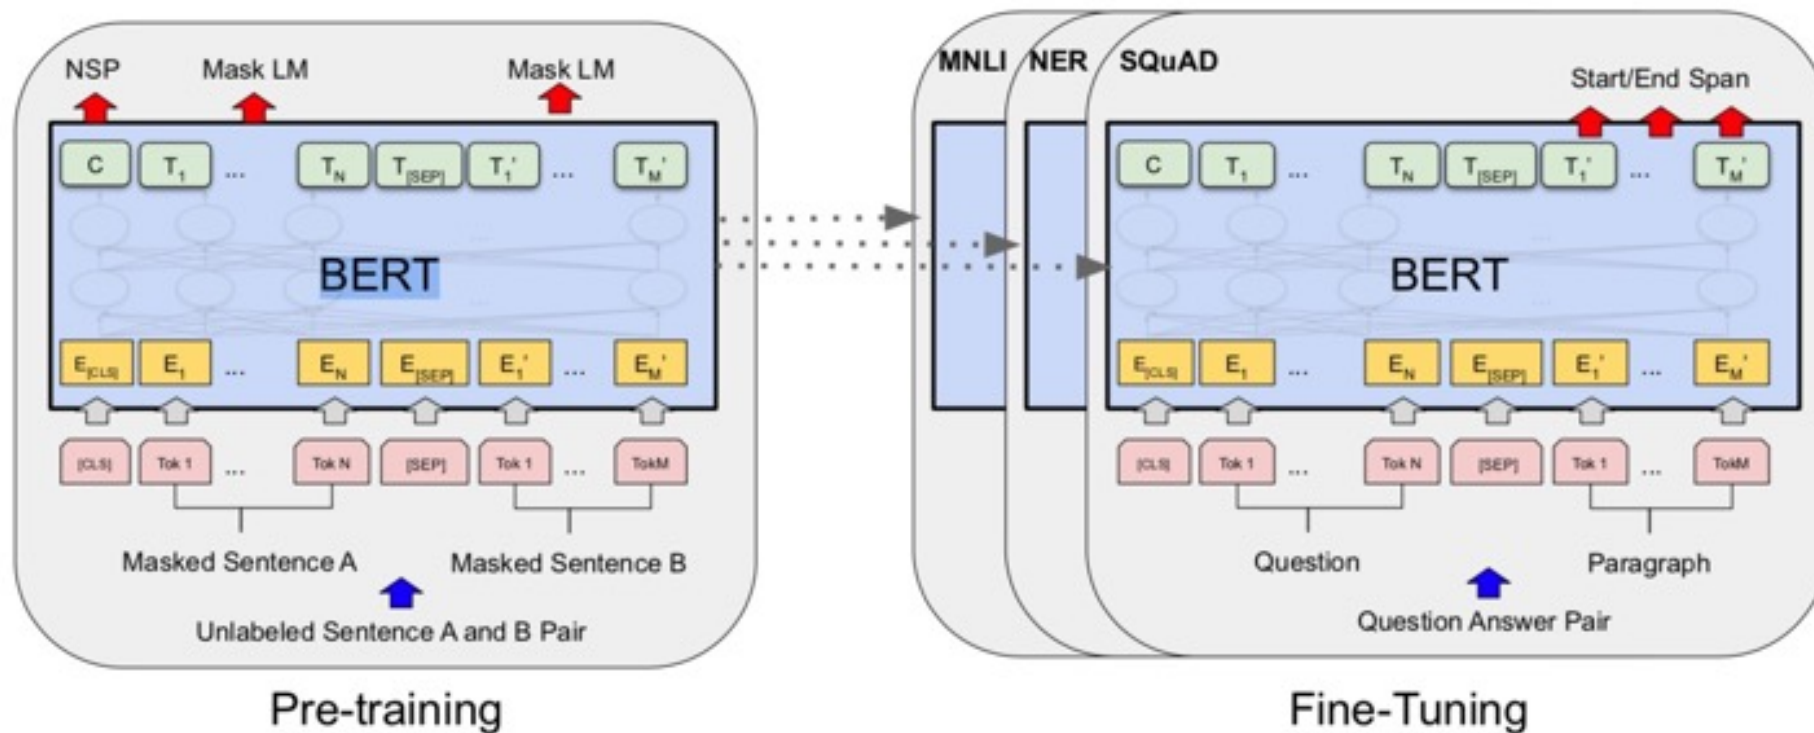 NSP Mask LM Mask LM
C T1 ... TN T[SEP] T1' ... TM'
BERT
E[CLS] E1 ... EN E[SEP] E1' ... EM'
[CLS] Tok 1 ... Tok N [SEP] Tok 1 ... TokM
Masked Sentence A Masked Sentence B
Unlabeled Sentence A and B Pair
Pre-training
MNLI NER SQuAD
Start/End Span
C T1 ... TN T[SEP] T1' ... TM'
BERT
E[CLS] E1 ... EN E[SEP] E1' ... EM'
[CLS] Tok 1 ... Tok N [SEP] Tok 1 ... TokM
Question Paragraph
Question Answer Pair
Fine-Tuning